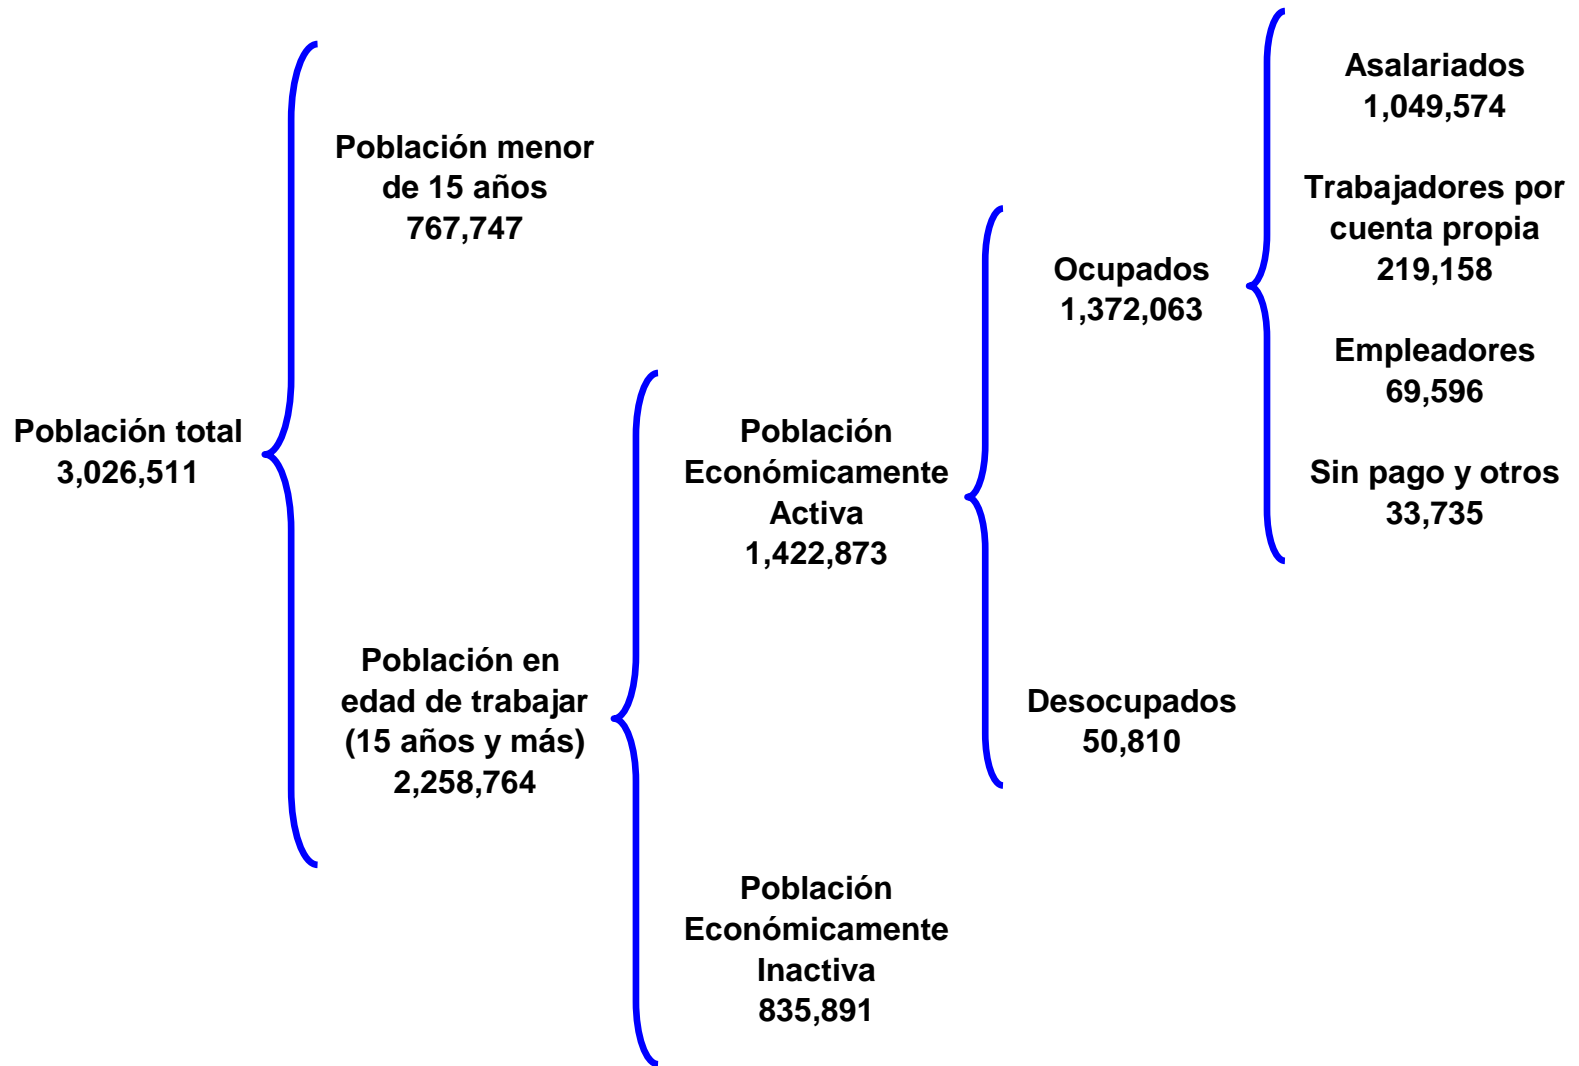 Población total
3,026,511
Población menor
de 15 años
767,747
Población en
edad de trabajar
(15 años y más)
2,258,764
Población
Económicamente
Activa
1,422,873
Población
Económicamente
Inactiva
835,891
Ocupados
1,372,063
Desocupados
50,810
Asalariados
1,049,574
Trabajadores por
cuenta propia
219,158
Empleadores
69,596
Sin pago y otros
33,735